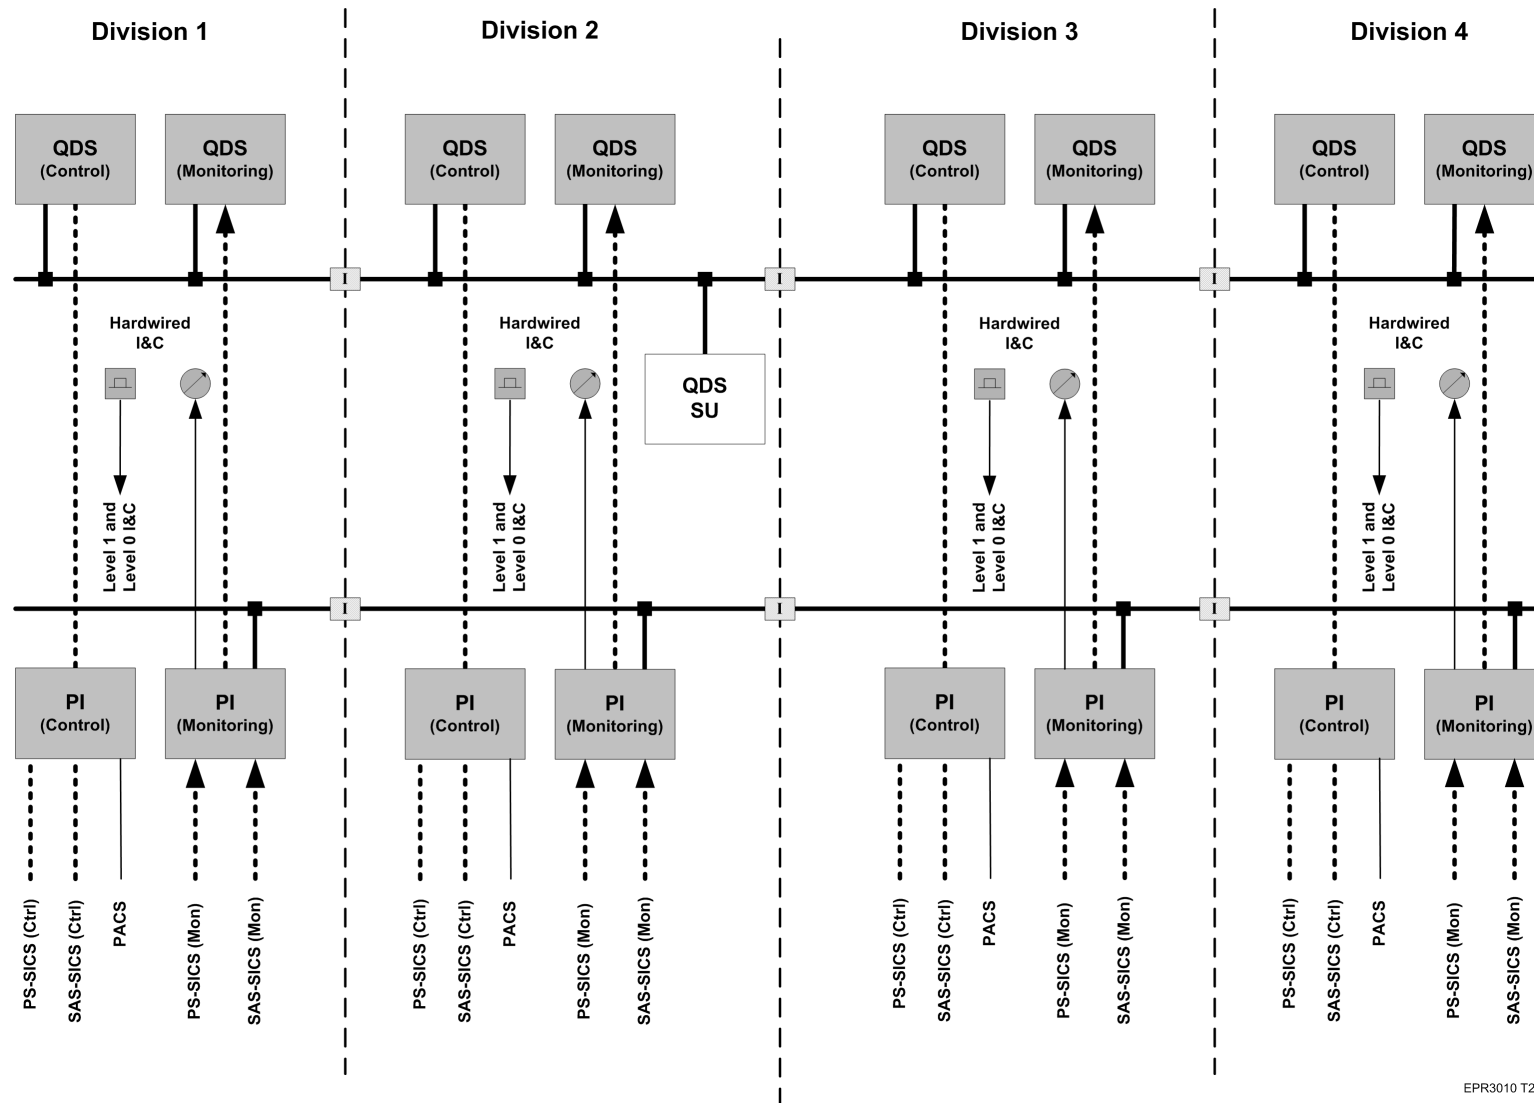 Division 1
Division 2
Division 3
Division 4
QDS
(Control)
QDS
(Monitoring)
QDS
(Control)
QDS
(Monitoring)
QDS
(Control)
QDS
(Monitoring)
QDS
(Control)
QDS
(Monitoring)
I
I
I
Hardwired
I&C
Hardwired
I&C
Hardwired
I&C
Hardwired
I&C
QDS
SU
Level 1 and
Level 0 I&C
Level 1 and
Level 0 I&C
Level 1 and
Level 0 I&C
Level 1 and
Level 0 I&C
I
I
I
PI
(Control)
PI
(Monitoring)
PI
(Control)
PI
(Monitoring)
PI
(Control)
PI
(Monitoring)
PI
(Control)
PI
(Monitoring)
PS-SICS (Ctrl)
SAS-SICS (Ctrl)
PACS
PS-SICS (Mon)
SAS-SICS (Mon)
PS-SICS (Ctrl)
SAS-SICS (Ctrl)
PACS
PS-SICS (Mon)
SAS-SICS (Mon)
PS-SICS (Ctrl)
SAS-SICS (Ctrl)
PACS
PS-SICS (Mon)
SAS-SICS (Mon)
PS-SICS (Ctrl)
SAS-SICS (Ctrl)
PACS
PS-SICS (Mon)
SAS-SICS (Mon)
EPR3010 T2